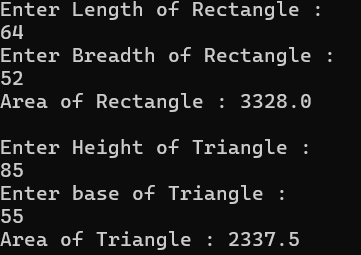 Enter Length of Rectangle :
64
Enter Breadth of Rectangle :
52
Area of Rectangle : 3328.0
Enter Height of Triangle :
85
Enter base of Triangle :
55
Area of Triangle : 2337.5